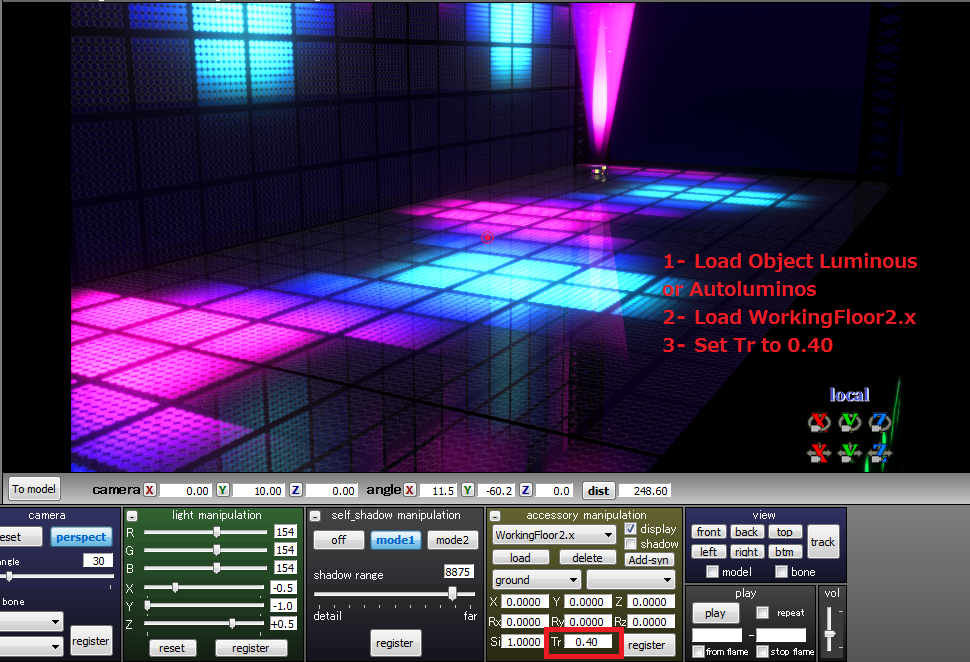 1- Load Object Luminous
or Autoluminos
2- Load WorkingFloor2.x
3- Set Tr to 0.40
local
X Y Z
X Y Z
To model camera X 0.00 Y 10.00 Z 0.00 angle X 11.5 Y -60.2 Z 0.0 dist 248.60
camera
eset perspect
ngle 30
bone
register
- light manipulation
R 154
G 154
B 154
X -0.5
Y -1.0
Z +0.5
reset register
- self_shadow manipulation
off mode1 mode2
shadow range 8875
detail far
register
- accessory manipulation
WorkingFloor2.x display
shadow
load delete Add-syn
ground
X 0.0000 Y 0.0000 Z 0.0000
Rx 0.0000 Ry 0.0000 Rz 0.0000
Si 1.0000 Tr 0.40 register
view
front back top track
left right btm
model bone
play
play repeat
-
from flame stop flame
vol